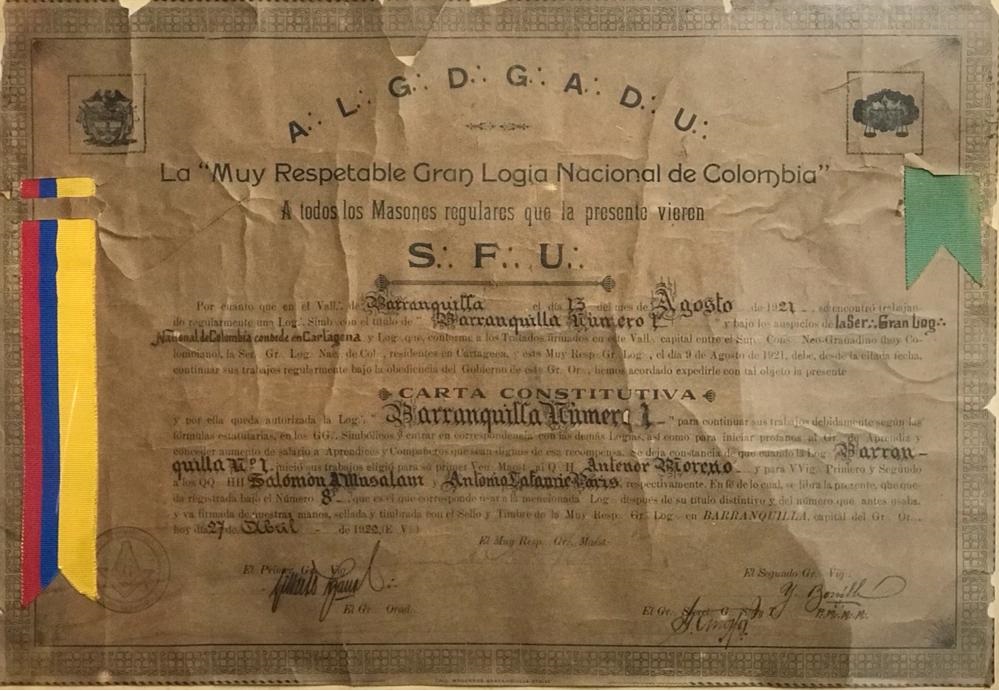 A∴ L∴ G∴ D∴ G∴ A∴ D∴ U∴
La "Muy Respetable Gran Logia Nacional de Colombia"
A todos los Masones regulares que la presente vieren
S∴ F∴ U∴
Por cuanto que en el Vall∴ de Barranquilla el día 13 del mes de Agosto de 1921 se encontró trabajan-
do regularmente una Log∴ Simb∴ con el título de "Barranquilla Número 1" y bajo los auspicios de la Ser∴ Gran Log∴
Nacional de Colombia con sede en Cartagena y Log que, conforme a los Tratados firmados en este Vall∴ capital entre el Sup∴ Cons∴ Neo-Granadino (hoy Co-
lombiano), la Ser∴ Gr∴ Log∴ Nac∴ de Col∴, residentes en Cartagena, y esta Muy Resp∴ Gr∴ Log∴, el día 9 de Agosto de 1921, debe, desde la citada fecha,
continuar sus trabajos regularmente bajo la obediencia del Gobierno de este Gr∴ Or∴, hemos acordado expedirle con tal objeto la presente
CARTA CONSTITUTIVA
y por ella queda autorizada la Log∴ "Barranquilla Número 1" para continuar sus trabajos debidamente según las
fórmulas estatutarias, en los GG∴ Simbólicos y entrar en correspondencia con las demás Logias, así como para iniciar profanos al Gr∴ Aprendiz y
conceder aumento de salario a Aprendices y Compañeros que sean dignos de esa recompensa. Se deja constancia de que cuando la Log∴ Barran-
quilla Nº 1 inició sus trabajos eligió para su primer Ven∴ Maest∴ al Q∴ H∴ Antenor Moreno y para VVig∴ Primero y Segundo
a los QQ∴ HH∴ Salomón A Musalam y Antonio Lafaurie París, respectivamente. En fe de lo cual, se libra la presente, que que-
da registrada bajo el Número 8 que es el que corresponde usar a la mencionada Log∴ después de su título distintivo y del número que antes usaba,
y va firmada de nuestras manos, sellada y timbrada con el Sello y Timbre de la Muy Resp∴ Gr∴ Log∴ en BARRANQUILLA, capital del Gr∴ Or∴
hoy día 27 de Abril de 1922 (E∴ V∴)
El Muy Resp∴ Gr∴ Maest∴
El Primer Gr∴ Vig∴
El Segundo Gr∴ Vig∴
Y. Bonilla
El Gr∴ Orad∴
El Gr∴ Secret∴ G∴